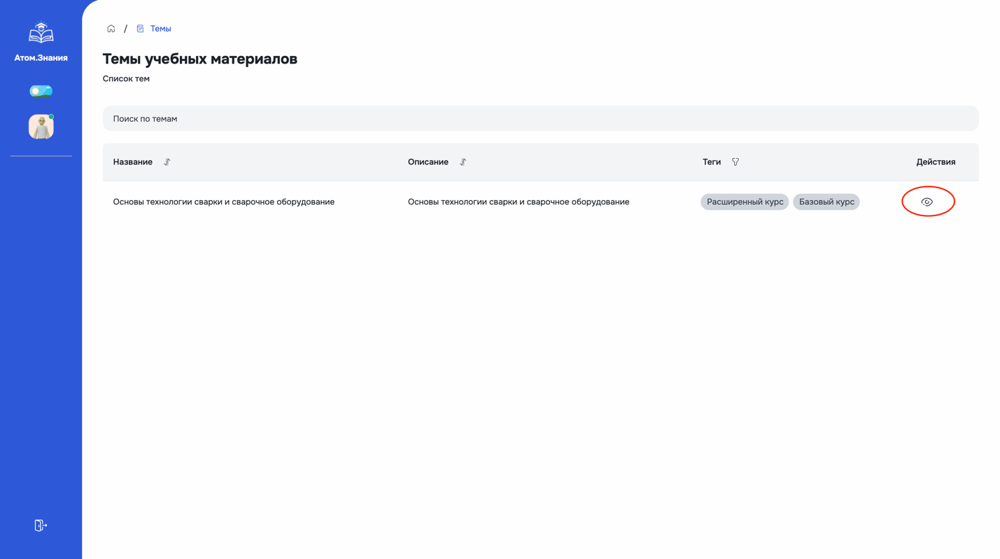 Атом.Знания
/ Темы
Темы учебных материалов
Список тем
Поиск по темам
Название Описание Теги Действия
Основы технологии сварки и сварочное оборудование Основы технологии сварки и сварочное оборудование Расширенный курс Базовый курс